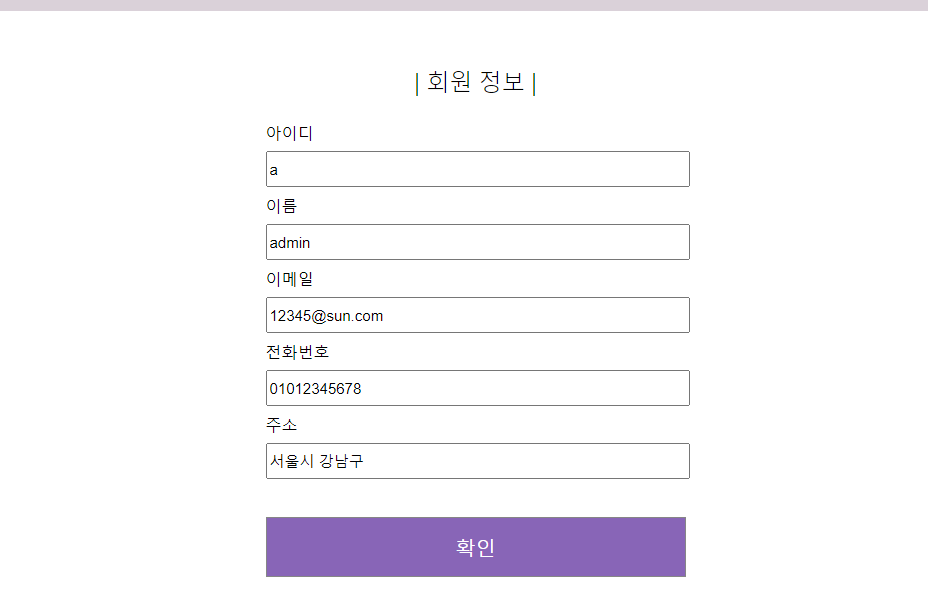 | 회원 정보 |
아이디
a
이름
admin
이메일
12345@sun.com
전화번호
01012345678
주소
서울시 강남구
확인